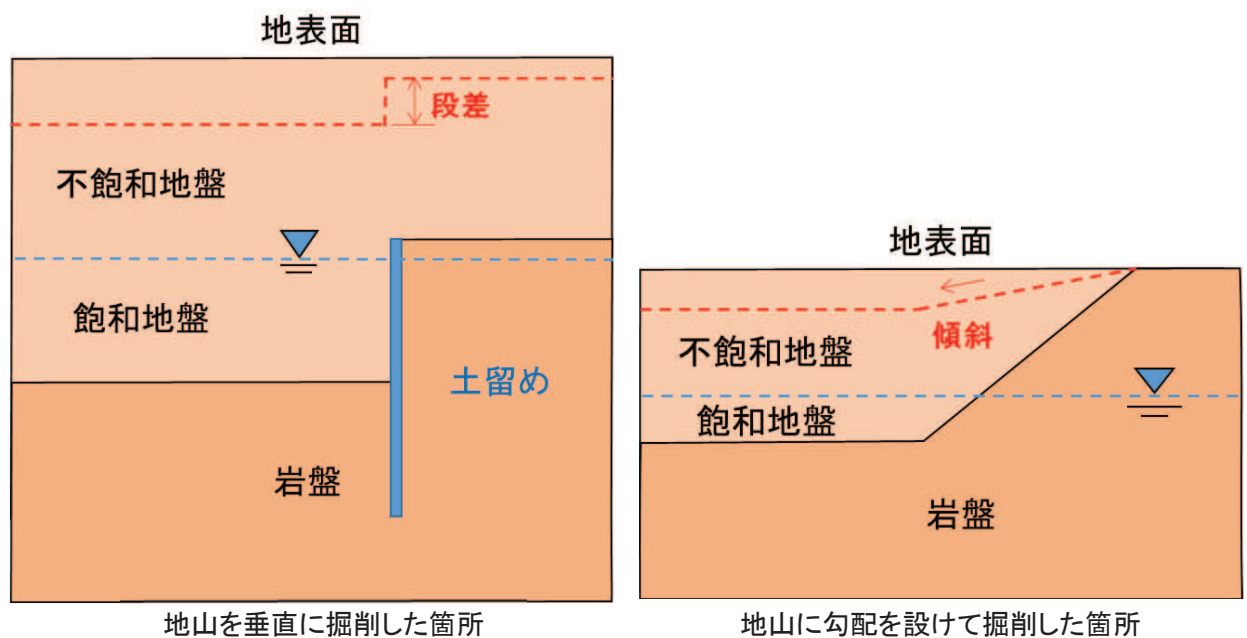 地表面
段差
不飽和地盤
飽和地盤
土留め
岩盤
地山を垂直に掘削した箇所
地表面
傾斜
不飽和地盤
飽和地盤
岩盤
地山に勾配を設けて掘削した箇所